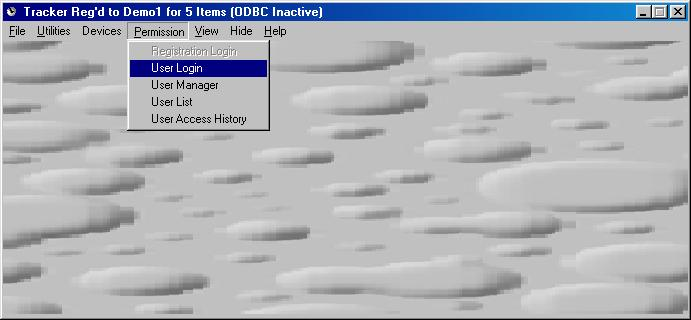 Tracker Reg'd to Demo1 for 5 Items (ODBC Inactive)
File Utilities Devices Permission View Hide Help
Registration Login
User Login
User Manager
User List
User Access History